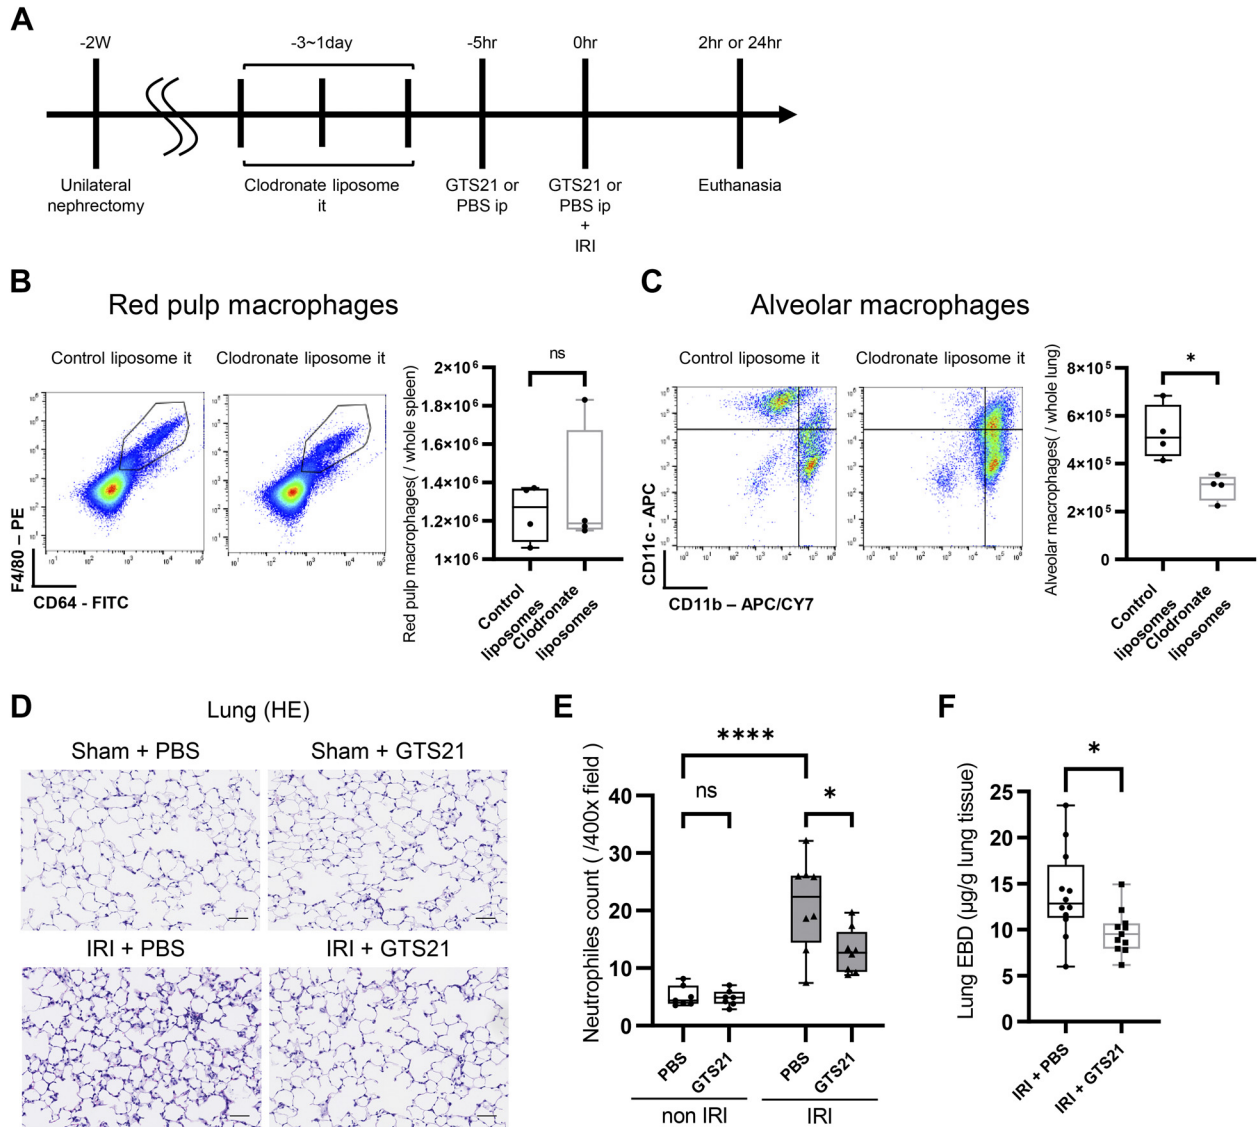 A
-2W
-3~1day
-5hr
0hr
2hr or 24hr
Unilateral
nephrectomy
Clodronate liposome
it
GTS21 or
PBS ip
GTS21 or
PBS ip
+
IRI
Euthanasia
B
Red pulp macrophages
Control liposome it
Clodronate liposome it
F4/80 – PE
CD64 - FITC
Red pulp macrophages( / whole spleen)
2×10⁶
1.8×10⁶
1.6×10⁶
1.4×10⁶
1.2×10⁶
1×10⁶
ns
Control
liposomes
Clodronate
liposomes
C
Alveolar macrophages
Control liposome it
Clodronate liposome it
CD11c - APC
CD11b – APC/CY7
Alveolar macrophages( / whole lung)
8×10⁵
6×10⁵
4×10⁵
2×10⁵
0
*
Control
liposomes
Clodronate
liposomes
D
Lung (HE)
Sham + PBS
Sham + GTS21
IRI + PBS
IRI + GTS21
E
Neutrophiles count ( /400x field )
40
30
20
10
0
****
ns
*
PBS
GTS21
PBS
GTS21
non IRI
IRI
F
Lung EBD (µg/g lung tissue)
25
20
15
10
5
0
*
IRI + PBS
IRI + GTS21